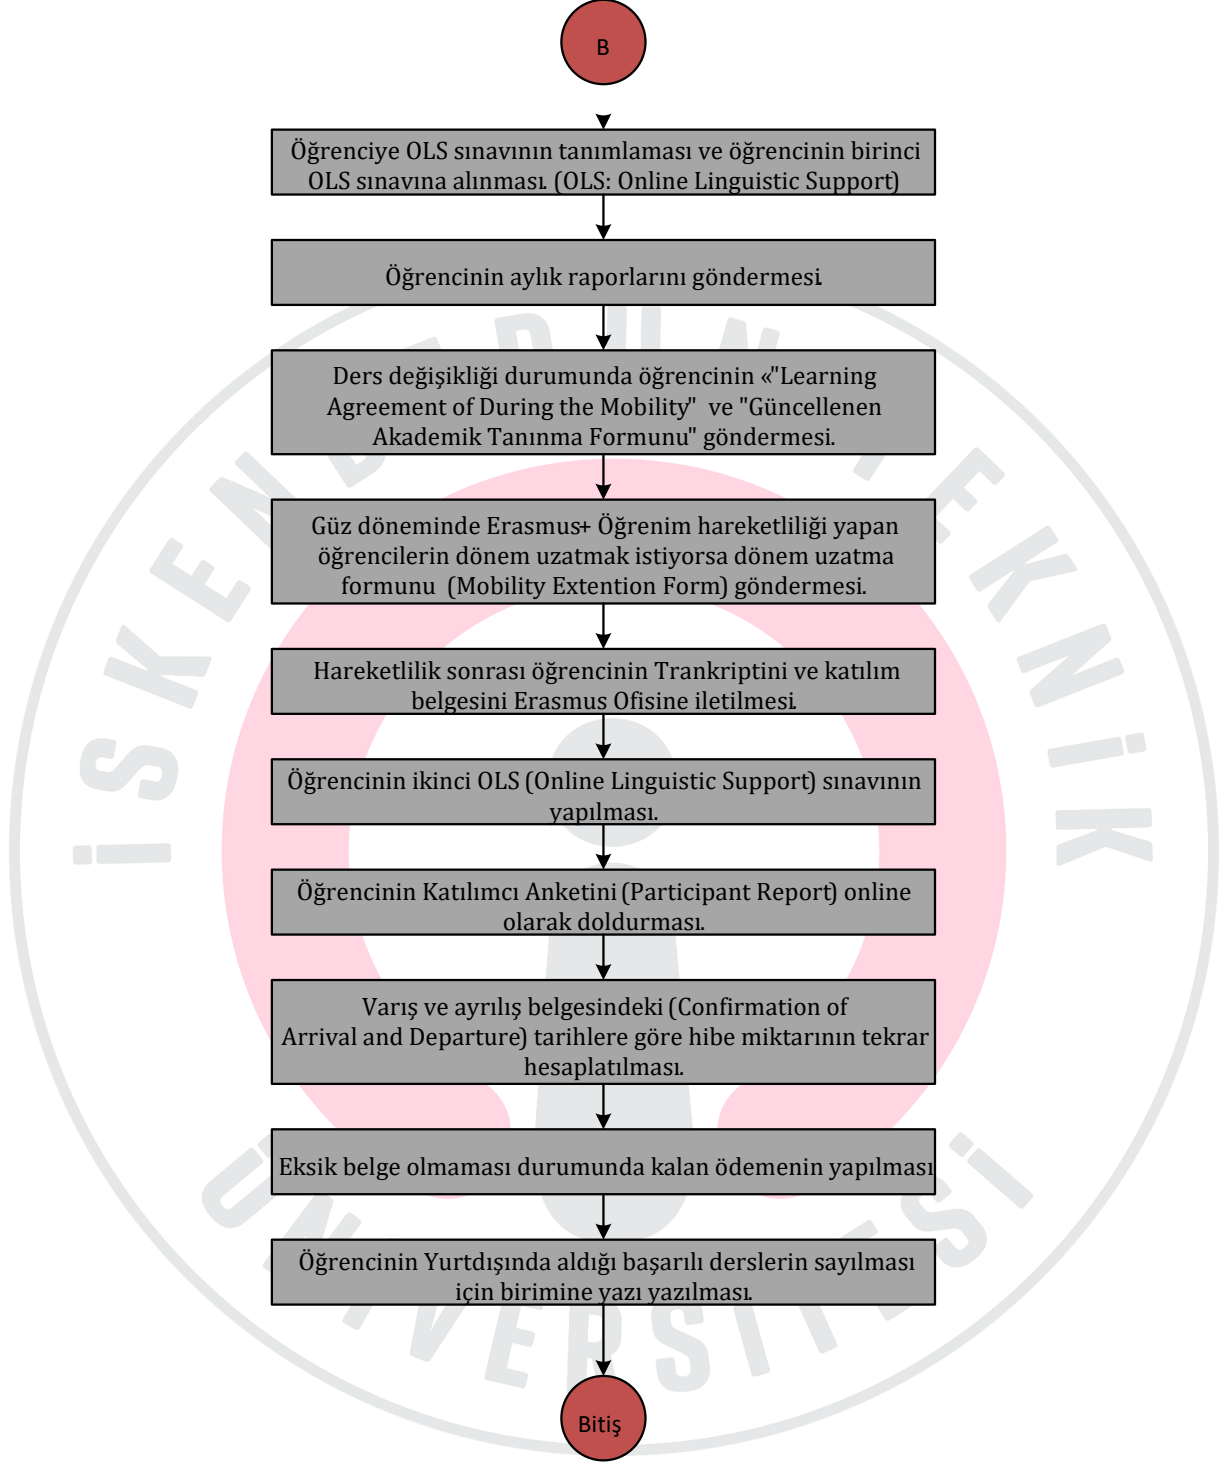 B
Öğrenciye OLS sınavının tanımlaması ve öğrencinin birinci
OLS sınavına alınması. (OLS: Online Linguistic Support)
Öğrencinin aylık raporlarını göndermesi.
Ders değişikliği durumunda öğrencinin «"Learning
Agreement of During the Mobility" ve "Güncellenen
Akademik Tanınma Formunu" göndermesi.
Güz döneminde Erasmus+ Öğrenim hareketliliği yapan
öğrencilerin dönem uzatmak istiyorsa dönem uzatma
formunu (Mobility Extention Form) göndermesi.
Hareketlilik sonrası öğrencinin Trankriptini ve katılım
belgesini Erasmus Ofisine iletilmesi.
Öğrencinin ikinci OLS (Online Linguistic Support) sınavının
yapılması.
Öğrencinin Katılımcı Anketini (Participant Report) online
olarak doldurması.
Varış ve ayrılış belgesindeki (Confirmation of
Arrival and Departure) tarihlere göre hibe miktarının tekrar
hesaplatılması.
Eksik belge olmaması durumunda kalan ödemenin yapılması
Öğrencinin Yurtdışında aldığı başarılı derslerin sayılması
için birimine yazı yazılması.
Bitiş
İSKENDERUN TEKNİK
ÜNİVERSİTESİ